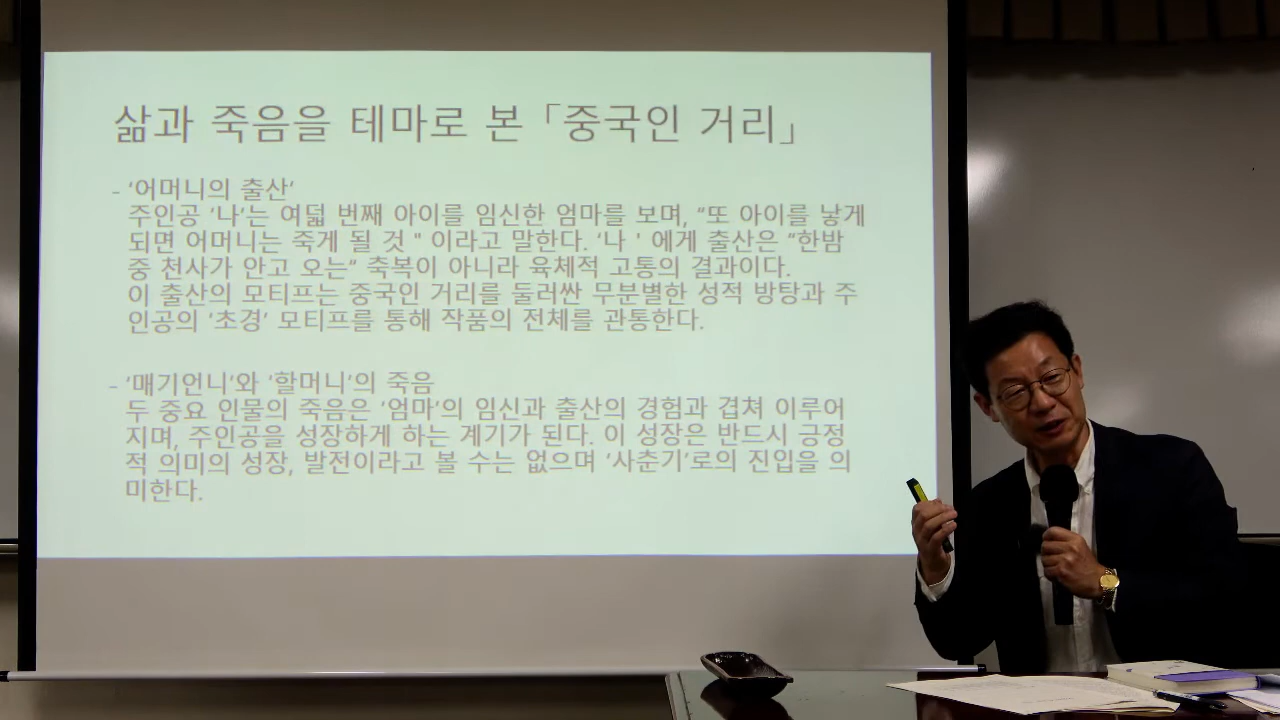 삶과 죽음을 테마로 본 「중국인 거리」
- ‘어머니의 출산’
주인공 ‘나’는 여덟 번째 아이를 임신한 엄마를 보며, “또 아이를 낳게
되면 어머니는 죽게 될 것 " 이라고 말한다. ‘나 ' 에게 출산은 “한밤
중 천사가 안고 오는” 축복이 아니라 육체적 고통의 결과이다.
이 출산의 모티프는 중국인 거리를 둘러싼 무분별한 성적 방탕과 주
인공의 ‘초경’ 모티프를 통해 작품의 전체를 관통한다.
- ‘매기언니’와 ‘할머니’의 죽음
두 중요 인물의 죽음은 ‘엄마’의 임신과 출산의 경험과 겹쳐 이루어
지며, 주인공을 성장하게 하는 계기가 된다. 이 성장은 반드시 긍정
적 의미의 성장, 발전이라고 볼 수는 없으며 ‘사춘기’로의 진입을 의
미한다.